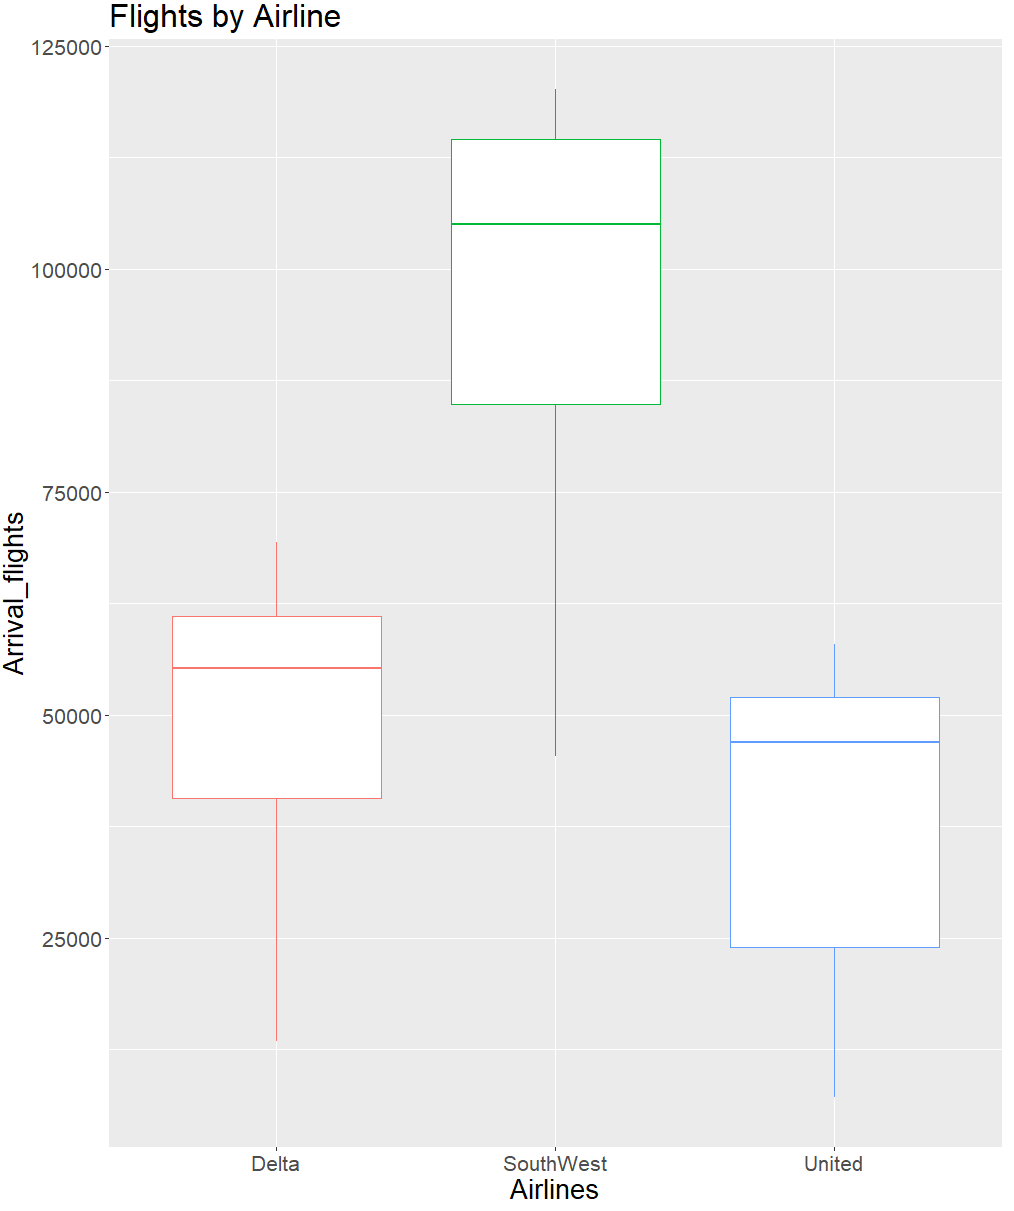 Flights by Airline
125000
100000
75000
50000
25000
Arrival_flights
Delta SouthWest United
Airlines